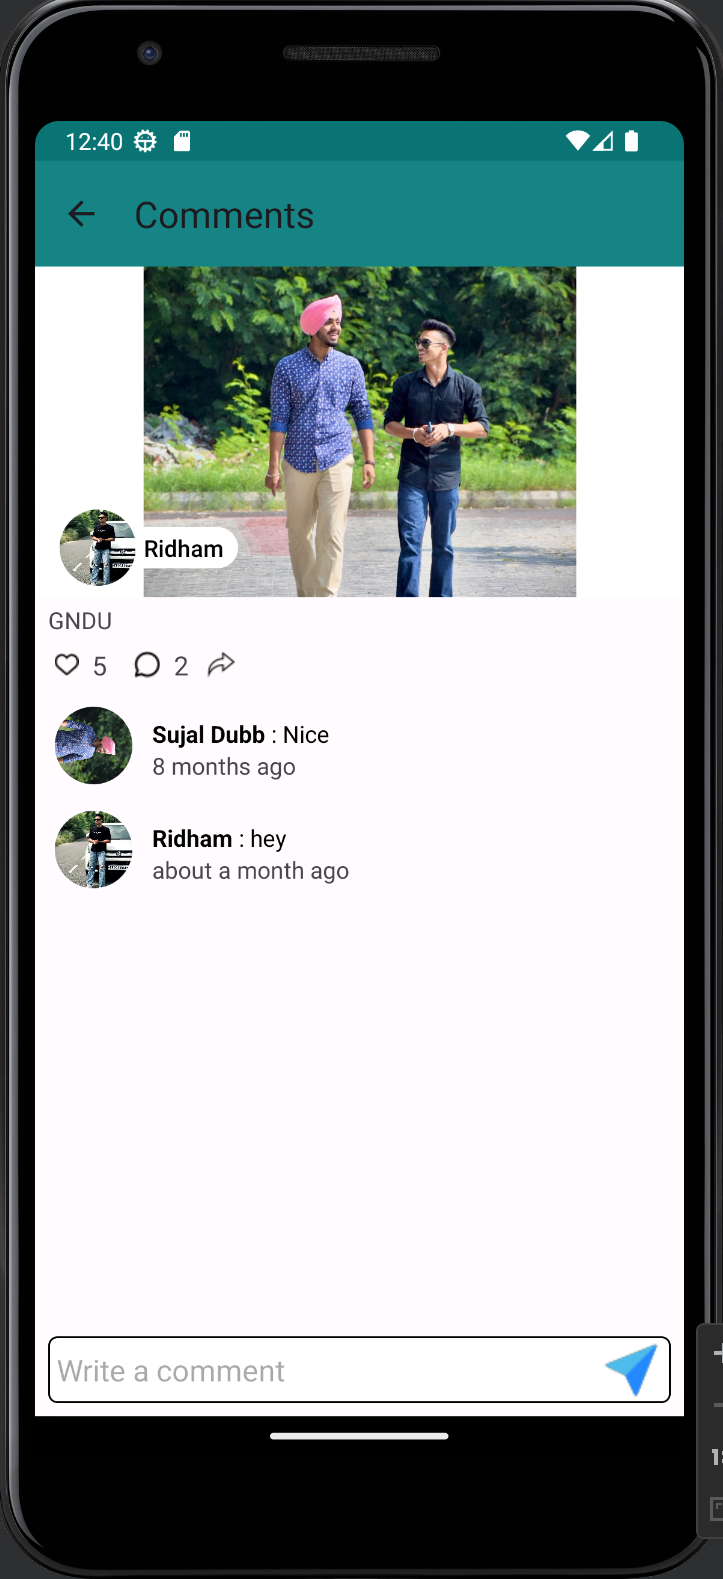 12:40
Comments
Ridham
GNDU
5 2
Sujal Dubb : Nice
8 months ago
Ridham : hey
about a month ago
Write a comment